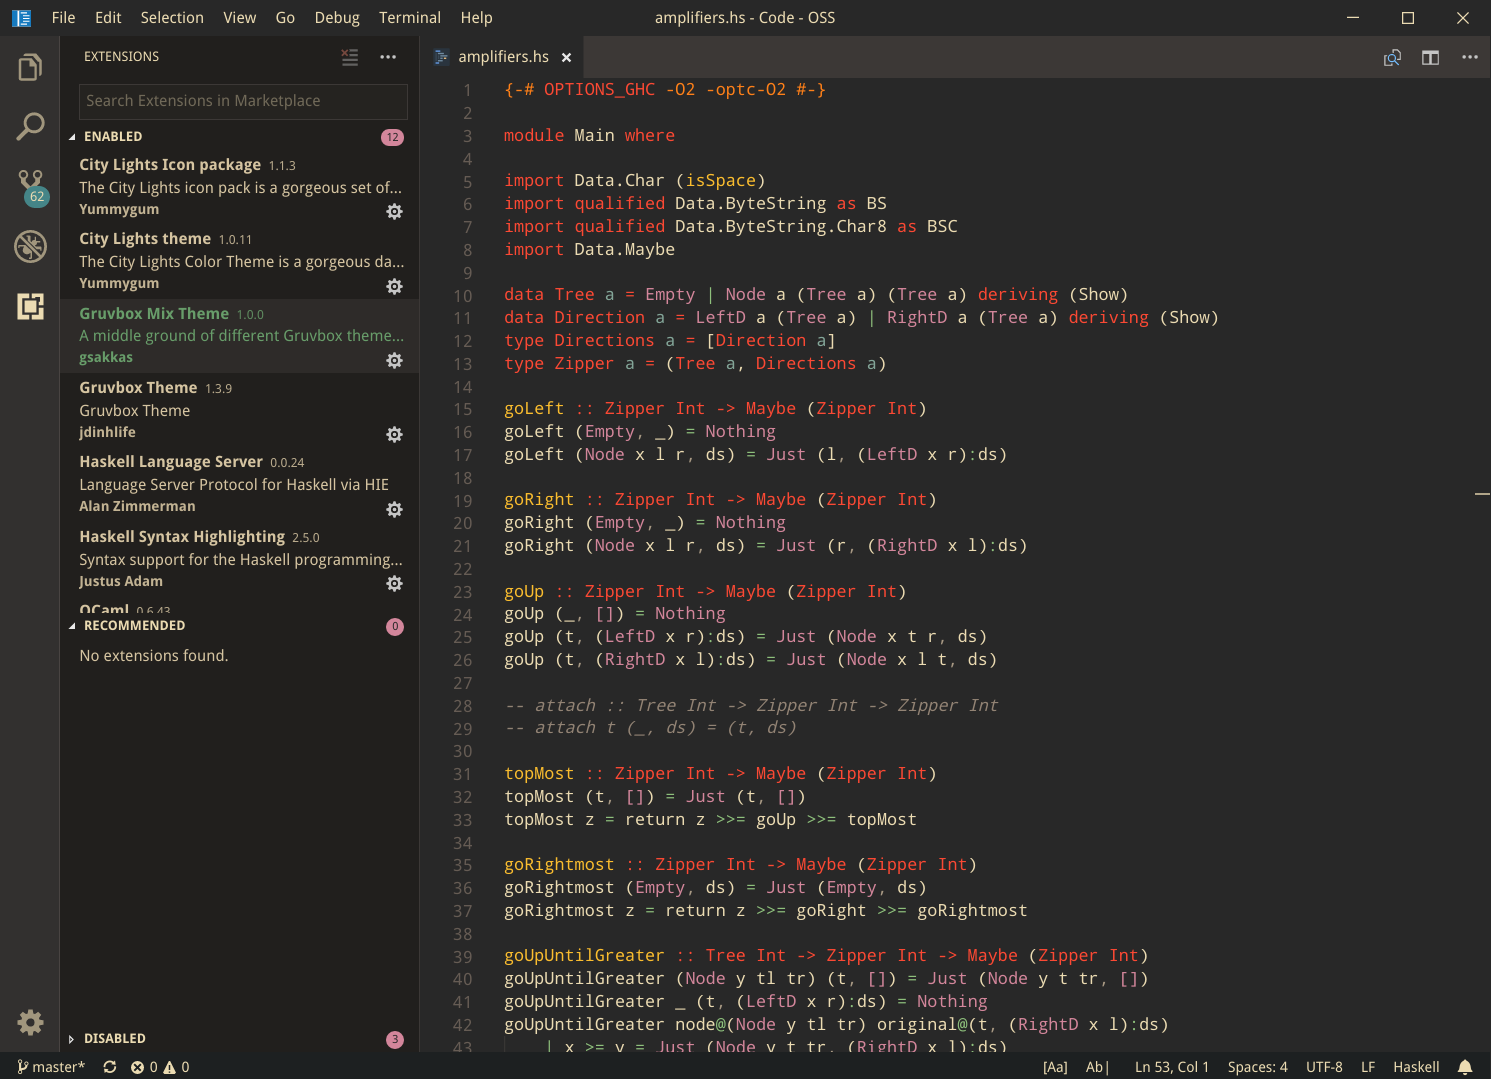 File Edit Selection View Go Debug Terminal Help
amplifiers.hs - Code - OSS
EXTENSIONS
Search Extensions in Marketplace
ENABLED 12
City Lights Icon package 1.1.3
The City Lights icon pack is a gorgeous set of...
Yummygum
62
City Lights theme 1.0.11
The City Lights Color Theme is a gorgeous da...
Yummygum
Gruvbox Mix Theme 1.0.0
A middle ground of different Gruvbox theme...
gsakkas
Gruvbox Theme 1.3.9
Gruvbox Theme
jdinhlife
Haskell Language Server 0.0.24
Language Server Protocol for Haskell via HIE
Alan Zimmerman
Haskell Syntax Highlighting 2.5.0
Syntax support for the Haskell programming...
Justus Adam
OCaml 0.6.43
RECOMMENDED 0
No extensions found.
DISABLED 3
amplifiers.hs
1 {-# OPTIONS_GHC -O2 -optc-O2 #-}
2
3 module Main where
4
5 import Data.Char (isSpace)
6 import qualified Data.ByteString as BS
7 import qualified Data.ByteString.Char8 as BSC
8 import Data.Maybe
9
10 data Tree a = Empty | Node a (Tree a) (Tree a) deriving (Show)
11 data Direction a = LeftD a (Tree a) | RightD a (Tree a) deriving (Show)
12 type Directions a = [Direction a]
13 type Zipper a = (Tree a, Directions a)
14
15 goLeft :: Zipper Int -> Maybe (Zipper Int)
16 goLeft (Empty, _) = Nothing
17 goLeft (Node x l r, ds) = Just (l, (LeftD x r):ds)
18
19 goRight :: Zipper Int -> Maybe (Zipper Int)
20 goRight (Empty, _) = Nothing
21 goRight (Node x l r, ds) = Just (r, (RightD x l):ds)
22
23 goUp :: Zipper Int -> Maybe (Zipper Int)
24 goUp (_, []) = Nothing
25 goUp (t, (LeftD x r):ds) = Just (Node x t r, ds)
26 goUp (t, (RightD x l):ds) = Just (Node x l t, ds)
27
28 -- attach :: Tree Int -> Zipper Int -> Zipper Int
29 -- attach t (_, ds) = (t, ds)
30
31 topMost :: Zipper Int -> Maybe (Zipper Int)
32 topMost (t, []) = Just (t, [])
33 topMost z = return z >>= goUp >>= topMost
34
35 goRightmost :: Zipper Int -> Maybe (Zipper Int)
36 goRightmost (Empty, ds) = Just (Empty, ds)
37 goRightmost z = return z >>= goRight >>= goRightmost
38
39 goUpUntilGreater :: Tree Int -> Zipper Int -> Maybe (Zipper Int)
40 goUpUntilGreater (Node y tl tr) (t, []) = Just (Node y t tr, [])
41 goUpUntilGreater _ (t, (LeftD x r):ds) = Nothing
42 goUpUntilGreater node@(Node y tl tr) original@(t, (RightD x l):ds)
43 | x >= y = Just (Node y t tr, (RightD x l):ds)
master* 0 0
[Aa] Ab| Ln 53, Col 1 Spaces: 4 UTF-8 LF Haskell